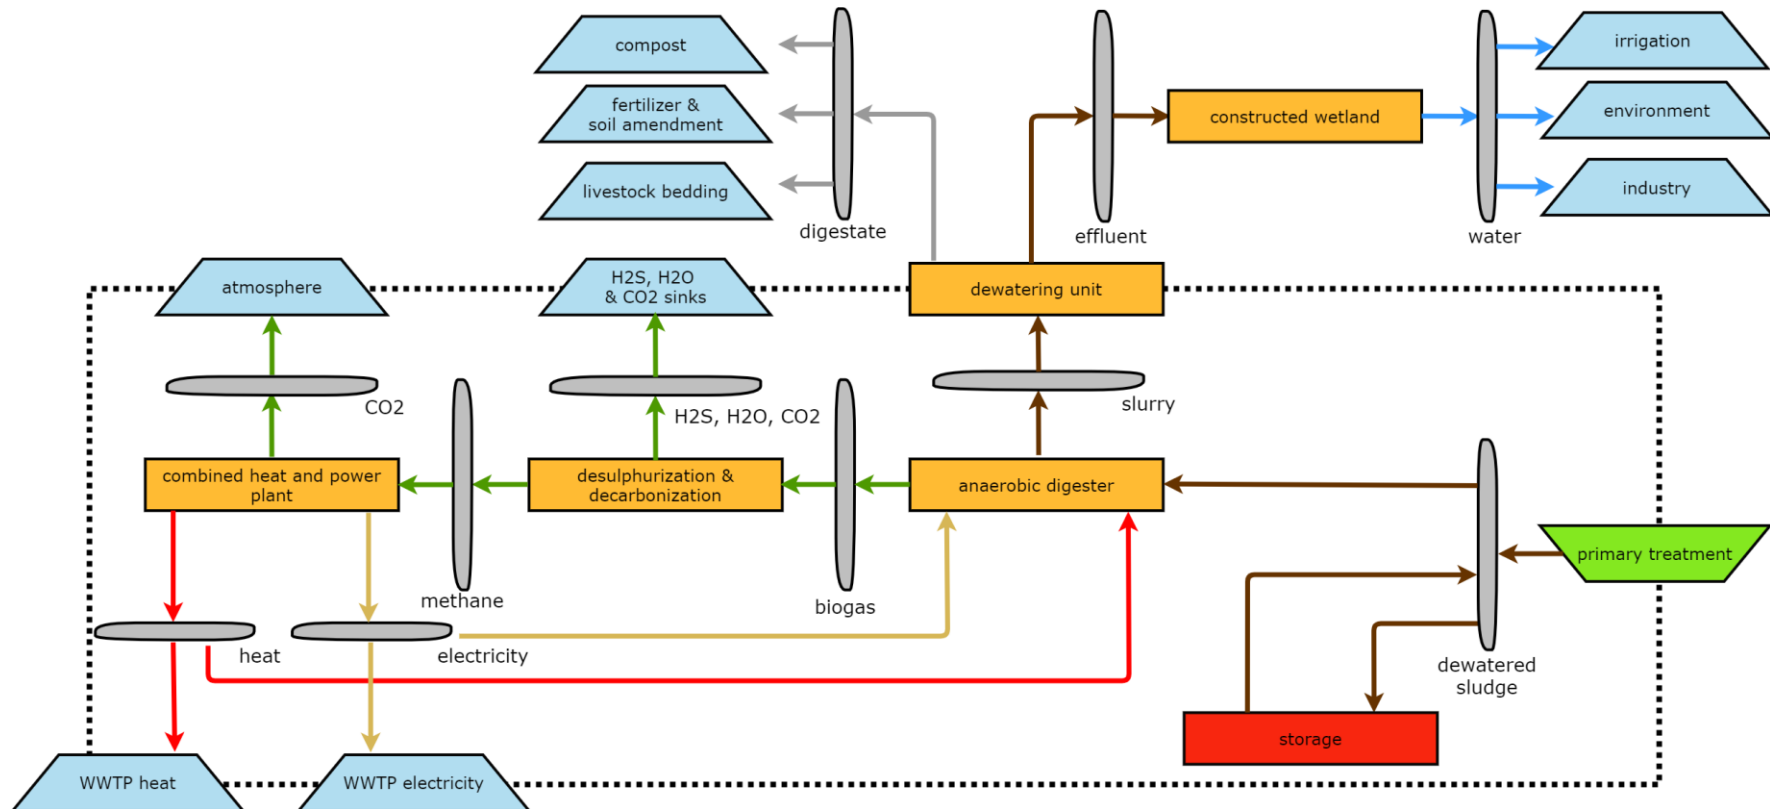 compost
irrigation
fertilizer &
soil amendment
constructed wetland
environment
livestock bedding
industry
digestate
effluent
water
atmosphere
H2S, H2O
& CO2 sinks
dewatering unit
CO2
H2S, H2O, CO2
slurry
combined heat and power
plant
desulphurization &
decarbonization
anaerobic digester
primary treatment
methane
biogas
heat
electricity
dewatered
sludge
storage
WWTP heat
WWTP electricity